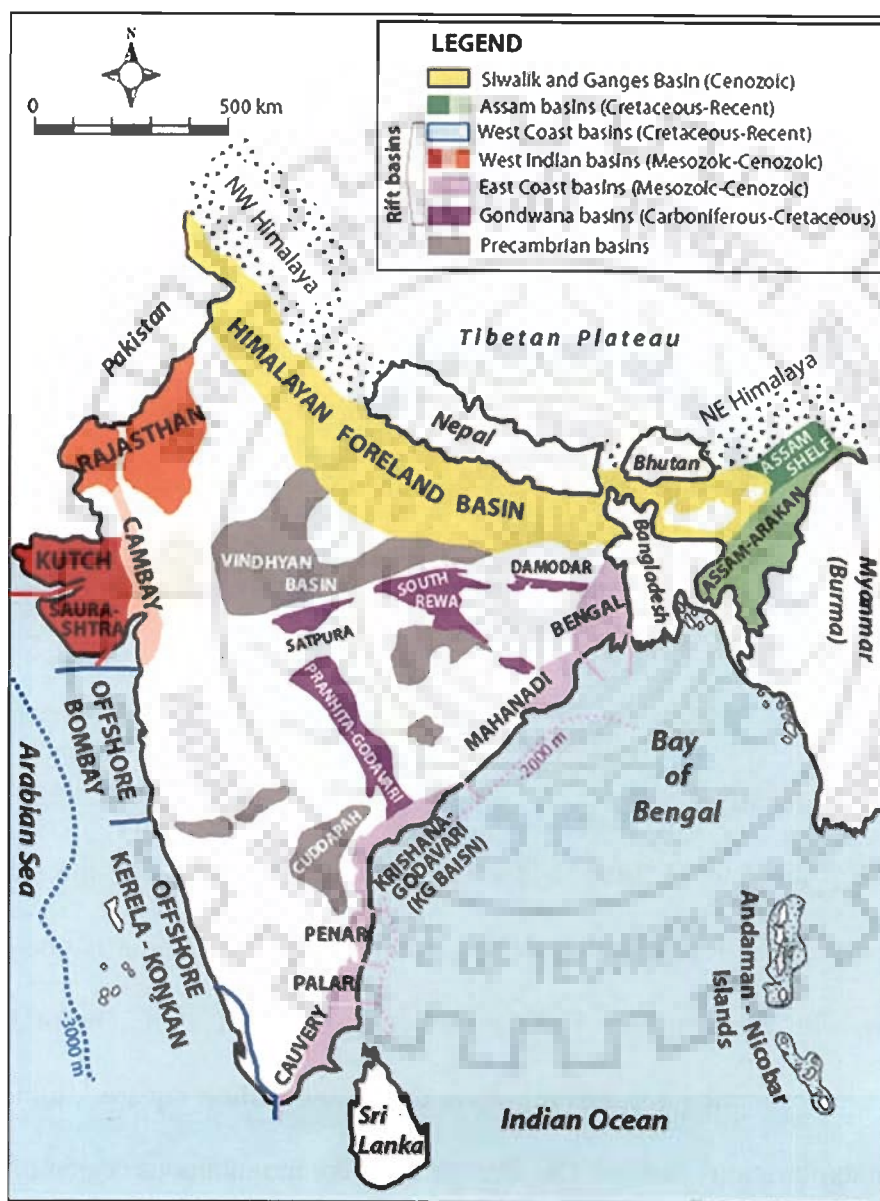 N
0 500 km
LEGEND
Siwalik and Ganges Basin (Cenozoic)
Assam basins (Cretaceous-Recent)
West Coast basins (Cretaceous-Recent)
West Indian basins (Mesozoic-Cenozoic)
East Coast basins (Mesozoic-Cenozoic)
Gondwana basins (Carboniferous-Cretaceous)
Precambrian basins
Rift basins
NW Himalaya
Pakistan
Tibetan Plateau
HIMALAYAN FORELAND BASIN
Nepal
NE Himalaya
Bhutan
ASSAM
SHELF
RAJASTHAN
ASSAM-ARAKAN
Bangladesh
CAMBAY
VINDHYAN
BASIN
KUTCH
SOUTH
REWA
DAMODAR
BENGAL
Myanmar
(Burma)
SAURA-
SHTRA
SATPURA
PRANHITA-GODAVARI
MAHANADI
OFFSHORE
BOMBAY
2000 m
Bay
of
Bengal
Arabian Sea
CUDDAPAH
KRISHANA-
GODAVARI
(KG BAISN)
OFFSHORE
KERELA - KONKAN
PENAR
E OF TECHNOLO
PALAR
Andaman - Nicobar
Islands
3000 m
CAUVERY
Sri
Lanka
Indian Ocean